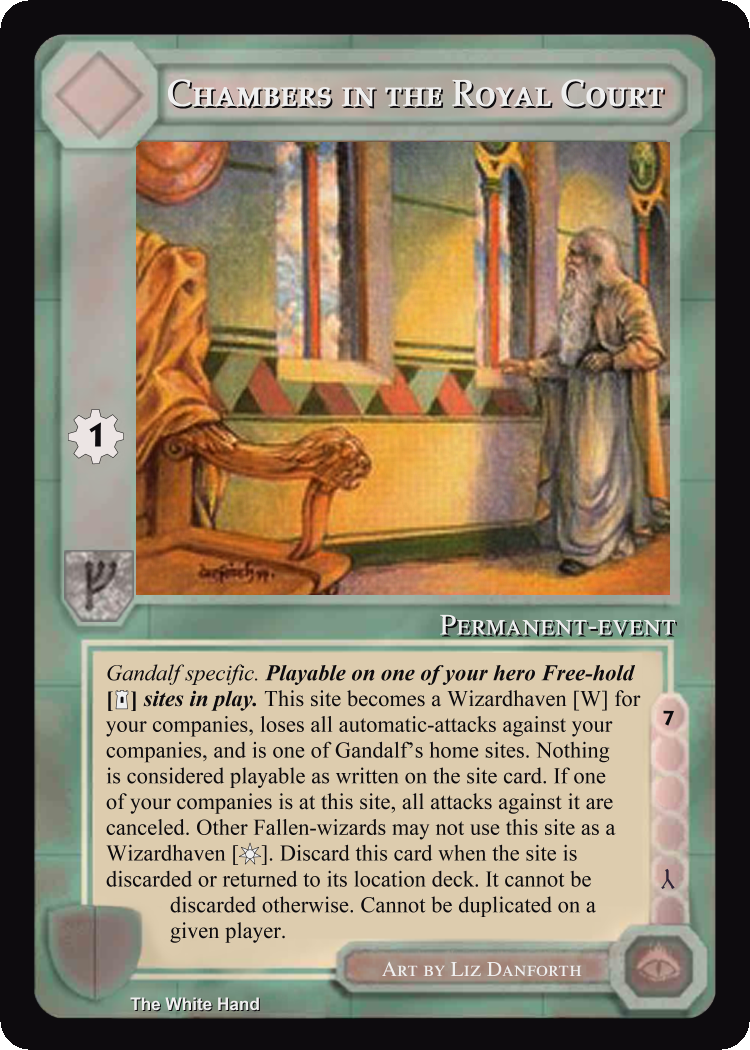 Chambers in the Royal Court
1
Permanent-event
Gandalf specific. Playable on one of your hero Free-hold
[] sites in play. This site becomes a Wizardhaven [W] for
your companies, loses all automatic-attacks against your
companies, and is one of Gandalf's home sites. Nothing
is considered playable as written on the site card. If one
of your companies is at this site, all attacks against it are
canceled. Other Fallen-wizards may not use this site as a
Wizardhaven []. Discard this card when the site is
discarded or returned to its location deck. It cannot be
discarded otherwise. Cannot be duplicated on a
given player.
7
Art by Liz Danforth
The White Hand